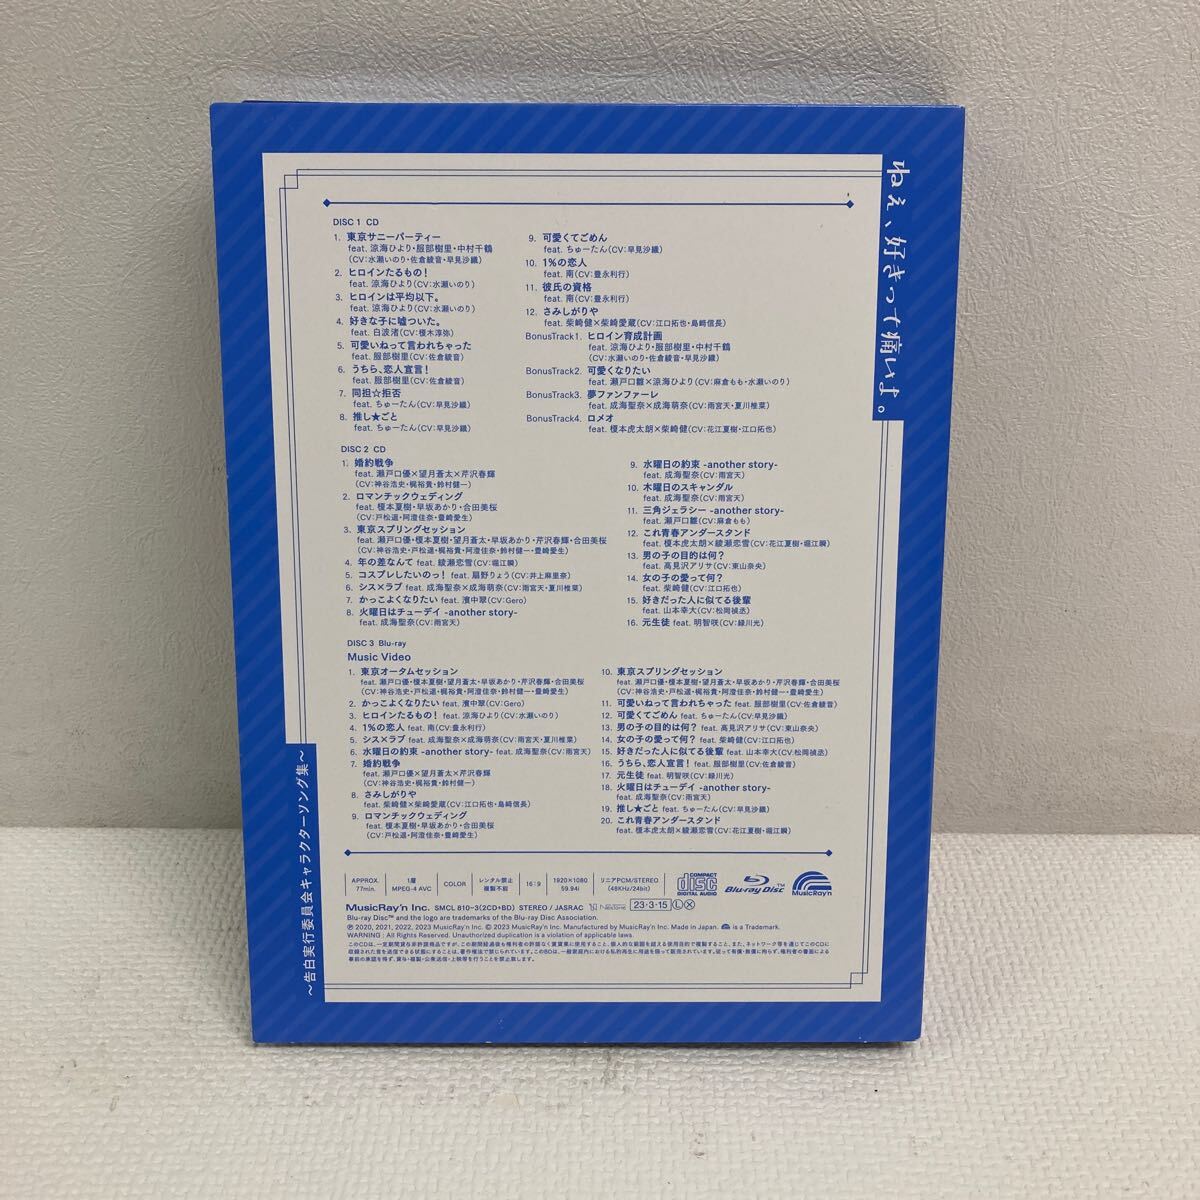 ねぇ、好きって痛いよ。
～告白実行委員会キャラクターソング集～
DISC 1 CD
1. 東京サニーパーティー
feat. 涼海ひより・服部樹里・中村千鶴
(CV:水瀬いのり・佐倉綾音・早見沙織)
2. ヒロインたるもの！
feat. 涼海ひより(CV:水瀬いのり)
3. ヒロインは平均以下。
feat. 涼海ひより(CV:水瀬いのり)
4. 好きな子に嘘ついた。
feat. 白波渚(CV:榎木淳弥)
5. 可愛いねって言われちゃった
feat. 服部樹里(CV:佐倉綾音)
6. うちら、恋人宣言！
feat. 服部樹里(CV:佐倉綾音)
7. 同担☆拒否
feat. ちゅーたん(CV:早見沙織)
8. 推し★ごと
feat. ちゅーたん(CV:早見沙織)
9. 可愛くてごめん
feat. ちゅーたん(CV:早見沙織)
10. 1%の恋人
feat. 南(CV:豊永利行)
11. 彼氏の資格
feat. 南(CV:豊永利行)
12. さみしがりや
feat. 柴崎健×柴崎愛蔵(CV:江口拓也・島﨑信長)
BonusTrack1. ヒロイン育成計画
feat. 涼海ひより・服部樹里・中村千鶴
(CV:水瀬いのり・佐倉綾音・早見沙織)
BonusTrack2. 可愛くなりたい
feat. 瀬戸口雛×涼海ひより(CV:麻倉もも・水瀬いのり)
BonusTrack3. 夢ファンファーレ
feat. 成海聖奈×成海萌奈(CV:雨宮天・夏川椎菜)
BonusTrack4. ロメオ
feat. 榎本虎太朗×柴崎健(CV:花江夏樹・江口拓也)
DISC 2 CD
1. 婚約戦争
feat. 瀬戸口優×望月蒼太×芹沢春輝
(CV:神谷浩史・梶裕貴・鈴村健一)
2. ロマンチックウェディング
feat. 榎本夏樹・早坂あかり・合田美桜
(CV:戸松遥・阿澄佳奈・豊崎愛生)
3. 東京スプリングセッション
feat. 瀬戸口優・榎本夏樹・望月蒼太・早坂あかり・芹沢春輝・合田美桜
(CV:神谷浩史・戸松遥・梶裕貴・阿澄佳奈・鈴村健一・豊崎愛生)
4. 年の差なんて feat. 綾瀬恋雪(CV:堀江瞬)
5. コスプレしたいのっ！ feat. 扇野りょう(CV:井上麻里奈)
6. シス×ラブ feat. 成海聖奈×成海萌奈(CV:雨宮天・夏川椎菜)
7. かっこよくなりたい feat. 濱中翠(CV:Gero)
8. 火曜日はチューデイ -another story-
feat. 成海聖奈(CV:雨宮天)
9. 水曜日の約束 -another story-
feat. 成海聖奈(CV:雨宮天)
10. 木曜日のスキャンダル
feat. 成海聖奈(CV:雨宮天)
11. 三角ジェラシー -another story-
feat. 瀬戸口雛(CV:麻倉もも)
12. これ青春アンダースタンド
feat. 榎本虎太朗×綾瀬恋雪(CV:花江夏樹・堀江瞬)
13. 男の子の目的は何？
feat. 高見沢アリサ(CV:東山奈央)
14. 女の子の愛って何？
feat. 柴崎健(CV:江口拓也)
15. 好きだった人に似てる後輩
feat. 山本幸大(CV:松岡禎丞)
16. 元生徒 feat. 明智咲(CV:緑川光)
DISC 3 Blu-ray
Music Video
1. 東京オータムセッション
feat. 瀬戸口優・榎本夏樹・望月蒼太・早坂あかり・芹沢春輝・合田美桜
(CV:神谷浩史・戸松遥・梶裕貴・阿澄佳奈・鈴村健一・豊崎愛生)
2. かっこよくなりたい feat. 濱中翠(CV:Gero)
3. ヒロインたるもの！ feat. 涼海ひより(CV:水瀬いのり)
4. 1%の恋人 feat. 南(CV:豊永利行)
5. シス×ラブ feat. 成海聖奈×成海萌奈(CV:雨宮天・夏川椎菜)
6. 水曜日の約束 -another story- feat. 成海聖奈(CV:雨宮天)
7. 婚約戦争
feat. 瀬戸口優×望月蒼太×芹沢春輝
(CV:神谷浩史・梶裕貴・鈴村健一)
8. さみしがりや
feat. 柴崎健×柴崎愛蔵(CV:江口拓也・島﨑信長)
9. ロマンチックウェディング
feat. 榎本夏樹・早坂あかり・合田美桜
(CV:戸松遥・阿澄佳奈・豊崎愛生)
10. 東京スプリングセッション
feat. 瀬戸口優・榎本夏樹・望月蒼太・早坂あかり・芹沢春輝・合田美桜
(CV:神谷浩史・戸松遥・梶裕貴・阿澄佳奈・鈴村健一・豊崎愛生)
11. 可愛いねって言われちゃった feat. 服部樹里(CV:佐倉綾音)
12. 可愛くてごめん feat. ちゅーたん(CV:早見沙織)
13. 男の子の目的は何？ feat. 高見沢アリサ(CV:東山奈央)
14. 女の子の愛って何？ feat. 柴崎健(CV:江口拓也)
15. 好きだった人に似てる後輩 feat. 山本幸大(CV:松岡禎丞)
16. うちら、恋人宣言！ feat. 服部樹里(CV:佐倉綾音)
17. 元生徒 feat. 明智咲(CV:緑川光)
18. 火曜日はチューデイ -another story-
feat. 成海聖奈(CV:雨宮天)
19. 推し★ごと feat. ちゅーたん(CV:早見沙織)
20. これ青春アンダースタンド
feat. 榎本虎太朗×綾瀬恋雪(CV:花江夏樹・堀江瞬)
APPROX. 77min.
1層 MPEG-4 AVC
COLOR
レンタル禁止 複製不能
16:9
1920×1080 59.94i
リニアPCM/STEREO (48KHz/24bit)
COMPACT disc DIGITAL AUDIO
Blu-ray Disc™
MusicRay'n
MusicRay'n Inc. SMCL 810-3(2CD+BD) STEREO / JASRAC 23・3・15 Ⓛ Ⓧ
Blu-ray Disc™ and the logo are trademarks of the Blu-ray Disc Association.
Ⓟ 2020, 2021, 2022, 2023 MusicRay'n Inc. © 2023 MusicRay'n Inc. Manufactured by MusicRay'n Inc. Made in Japan. is a Trademark.
WARNING : All Rights Reserved. Unauthorized duplication is a violation of applicable laws.